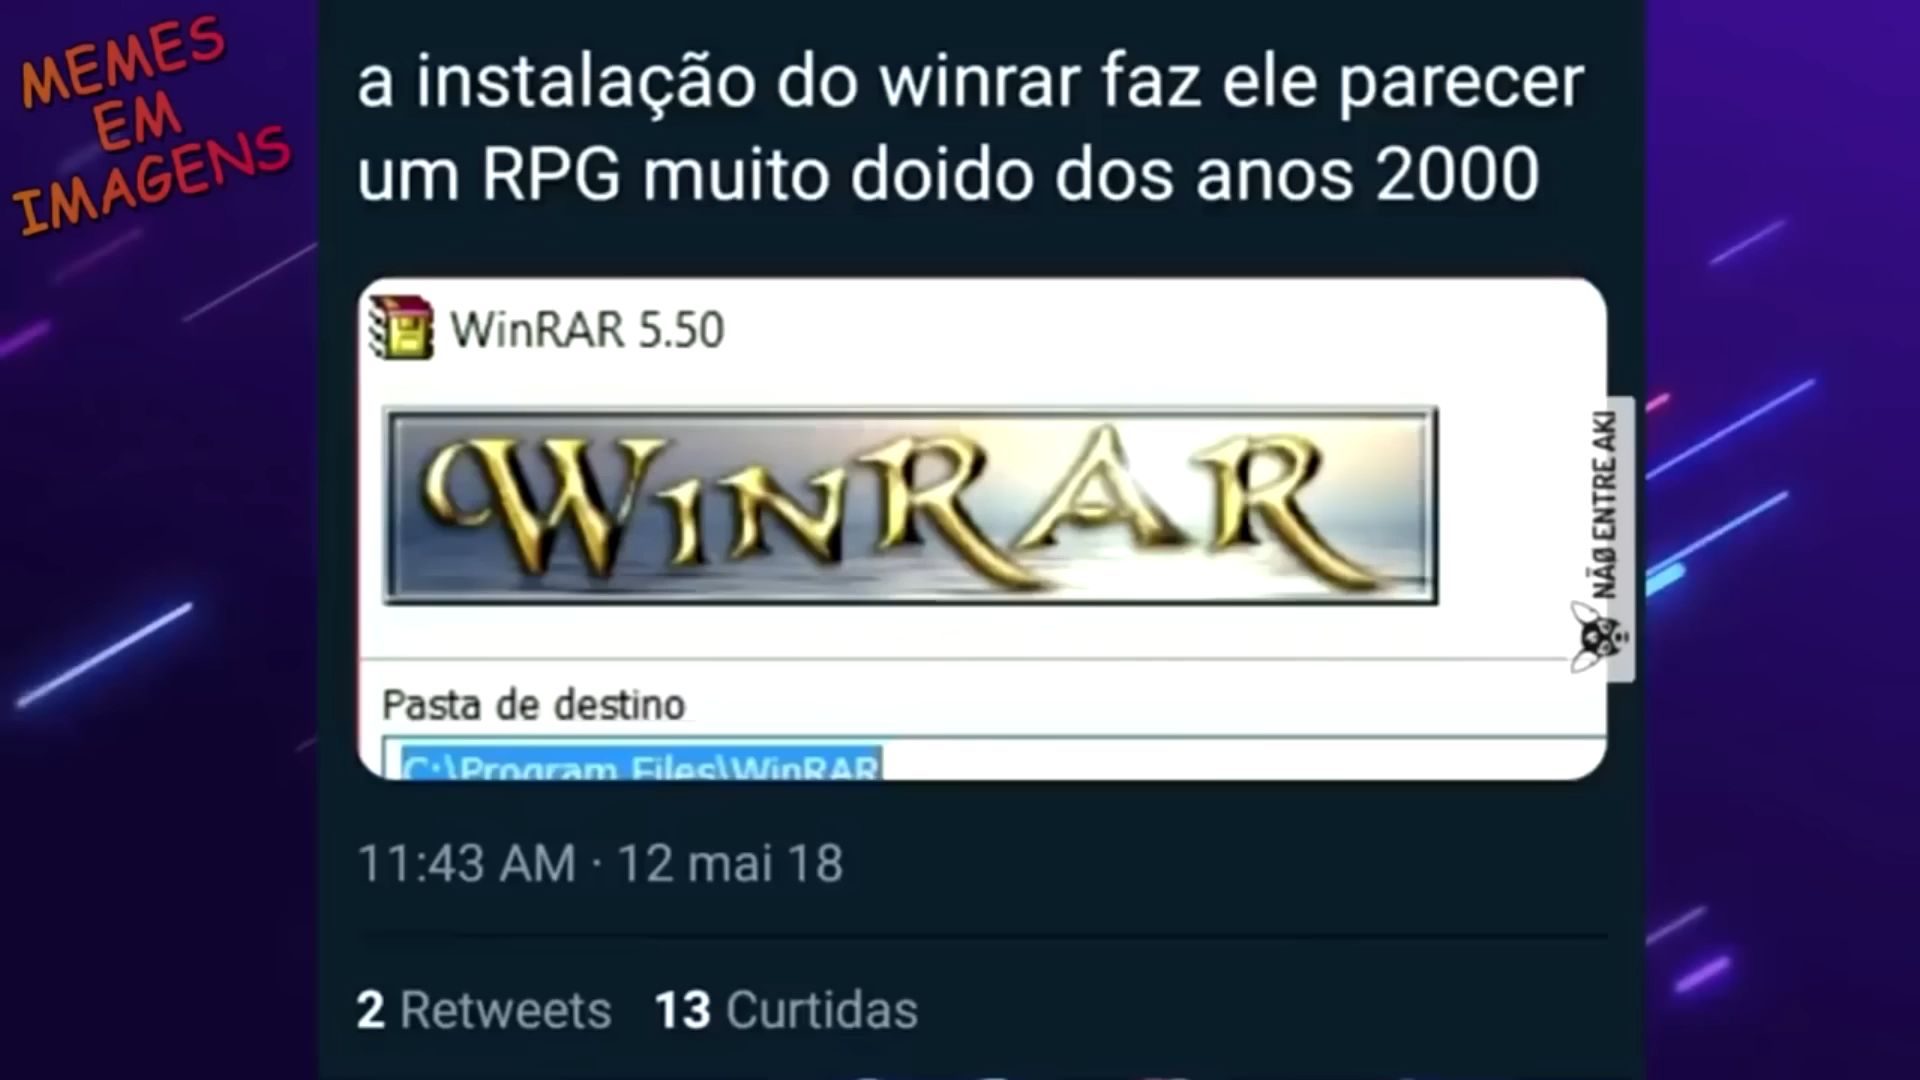 MEMES
EM
IMAGENS
a instalação do winrar faz ele parecer
um RPG muito doido dos anos 2000
WinRAR 5.50
WINRAR
NÃØ ENTRE AKI
Pasta de destino
C:\Program Files\WinRAR
11:43 AM · 12 mai 18
2 Retweets 13 Curtidas